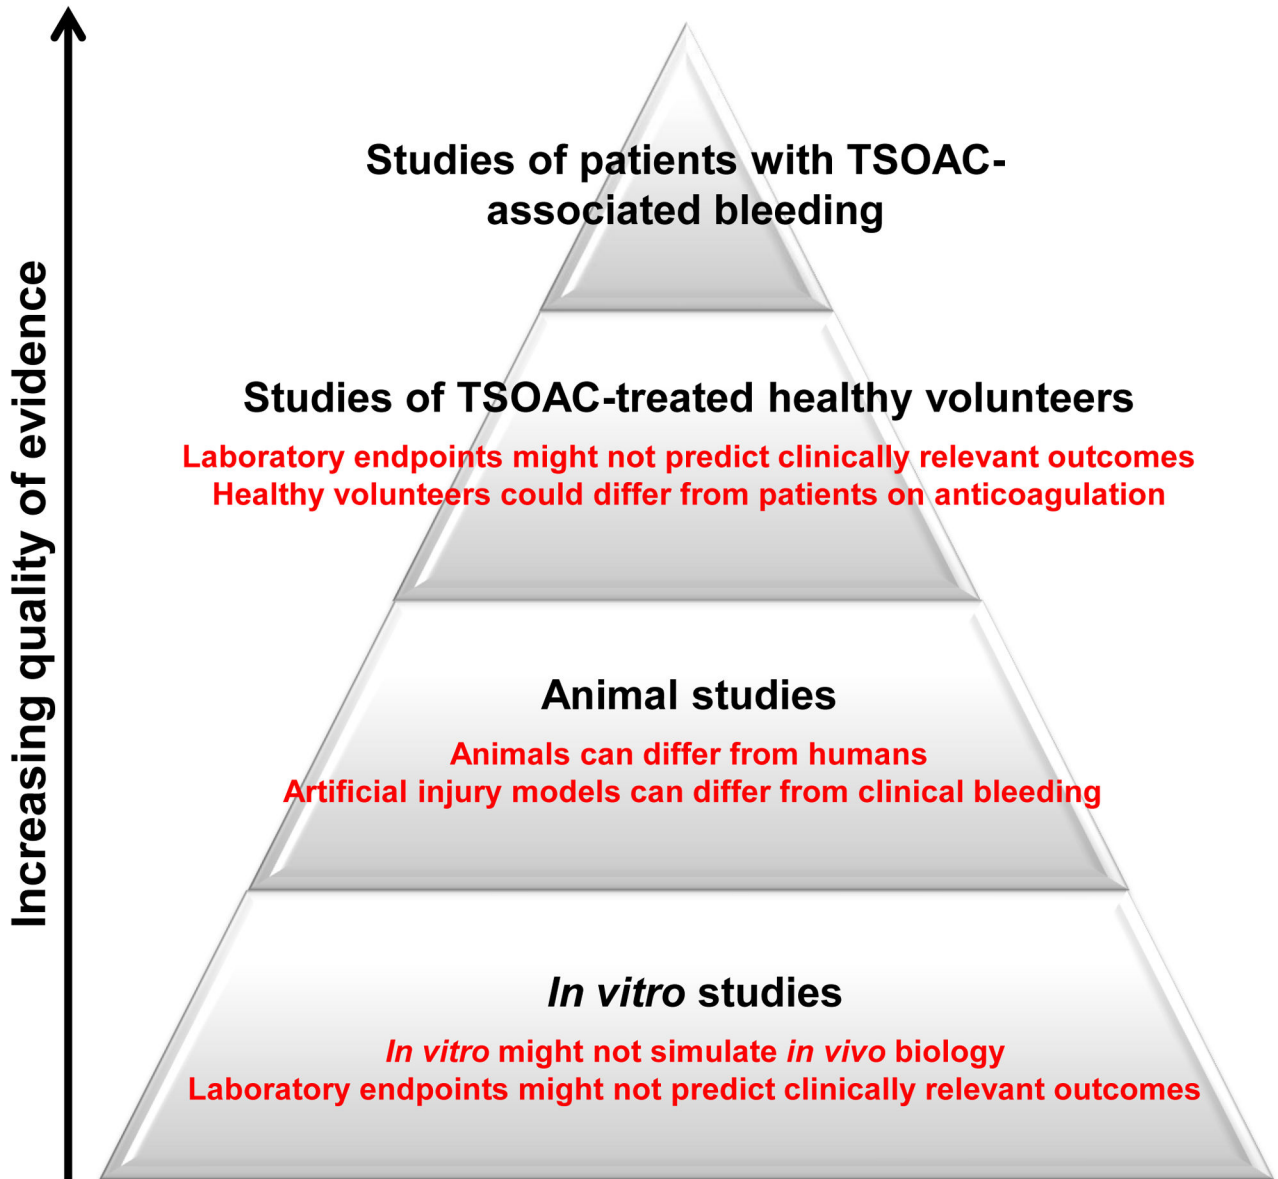 Increasing quality of evidence
Studies of patients with TSOAC-
associated bleeding
Studies of TSOAC-treated healthy volunteers
Laboratory endpoints might not predict clinically relevant outcomes
Healthy volunteers could differ from patients on anticoagulation
Animal studies
Animals can differ from humans
Artificial injury models can differ from clinical bleeding
In vitro studies
In vitro might not simulate in vivo biology
Laboratory endpoints might not predict clinically relevant outcomes